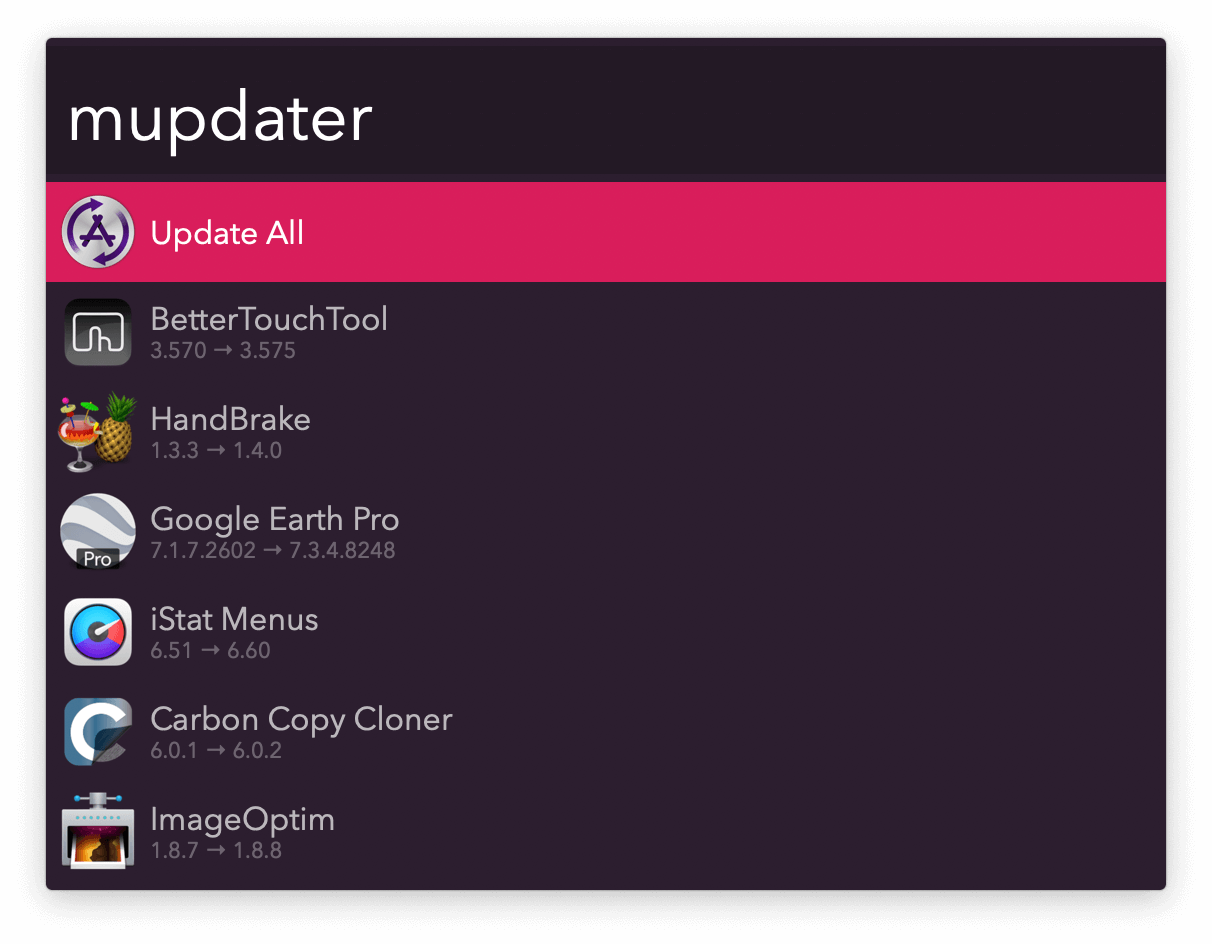 mupdater
Update All
BetterTouchTool
3.570 → 3.575
HandBrake
1.3.3 → 1.4.0
Google Earth Pro
7.1.7.2602 → 7.3.4.8248
Pro
iStat Menus
6.51 → 6.60
Carbon Copy Cloner
6.0.1 → 6.0.2
ImageOptim
1.8.7 → 1.8.8